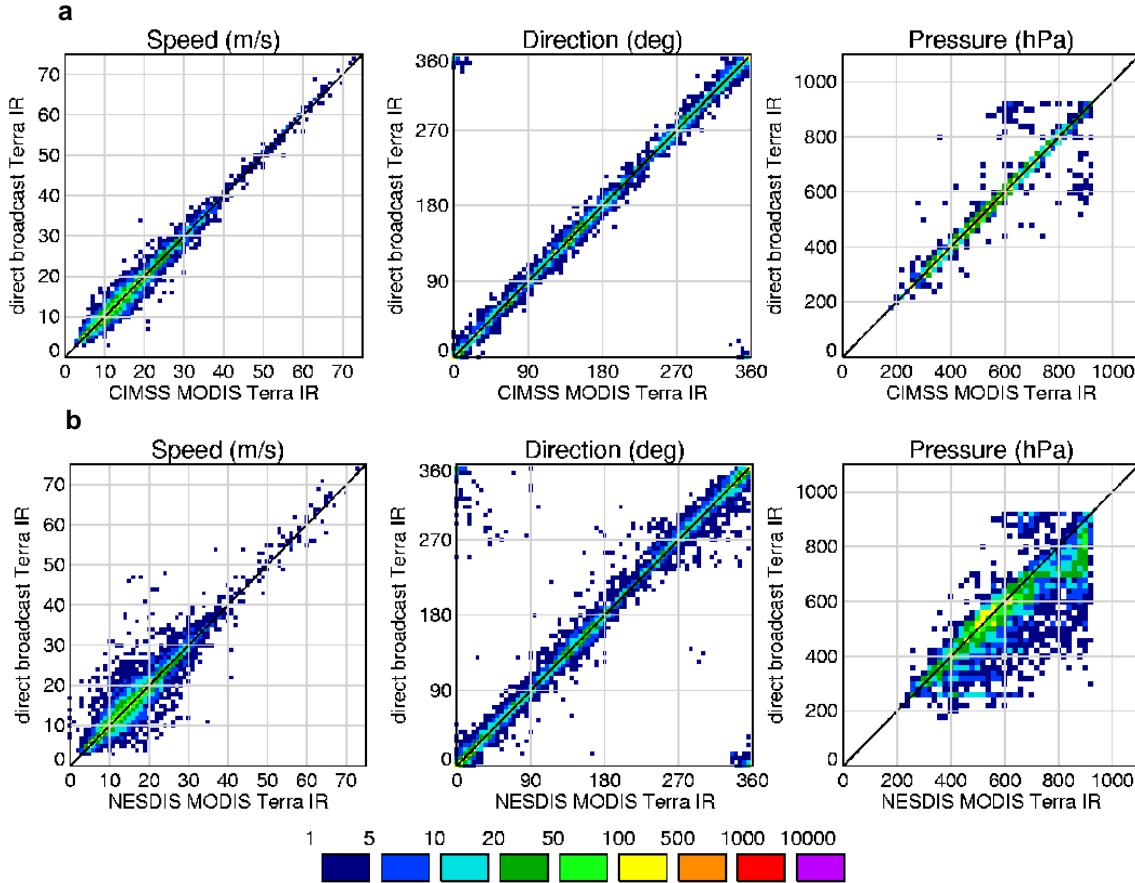 a
Speed (m/s)
Direction (deg)
Pressure (hPa)
direct broadcast Terra IR
70
60
50
40
30
20
10
0
0 10 20 30 40 50 60 70
CIMSS MODIS Terra IR
direct broadcast Terra IR
360
270
180
90
0
0 90 180 270 360
CIMSS MODIS Terra IR
direct broadcast Terra IR
1000
800
600
400
200
0
0 200 400 600 800 1000
CIMSS MODIS Terra IR
b
Speed (m/s)
Direction (deg)
Pressure (hPa)
direct broadcast Terra IR
70
60
50
40
30
20
10
0
0 10 20 30 40 50 60 70
NESDIS MODIS Terra IR
direct broadcast Terra IR
360
270
180
90
0
0 90 180 270 360
NESDIS MODIS Terra IR
direct broadcast Terra IR
1000
800
600
400
200
0
0 200 400 600 800 1000
NESDIS MODIS Terra IR
1 5 10 20 50 100 500 1000 10000